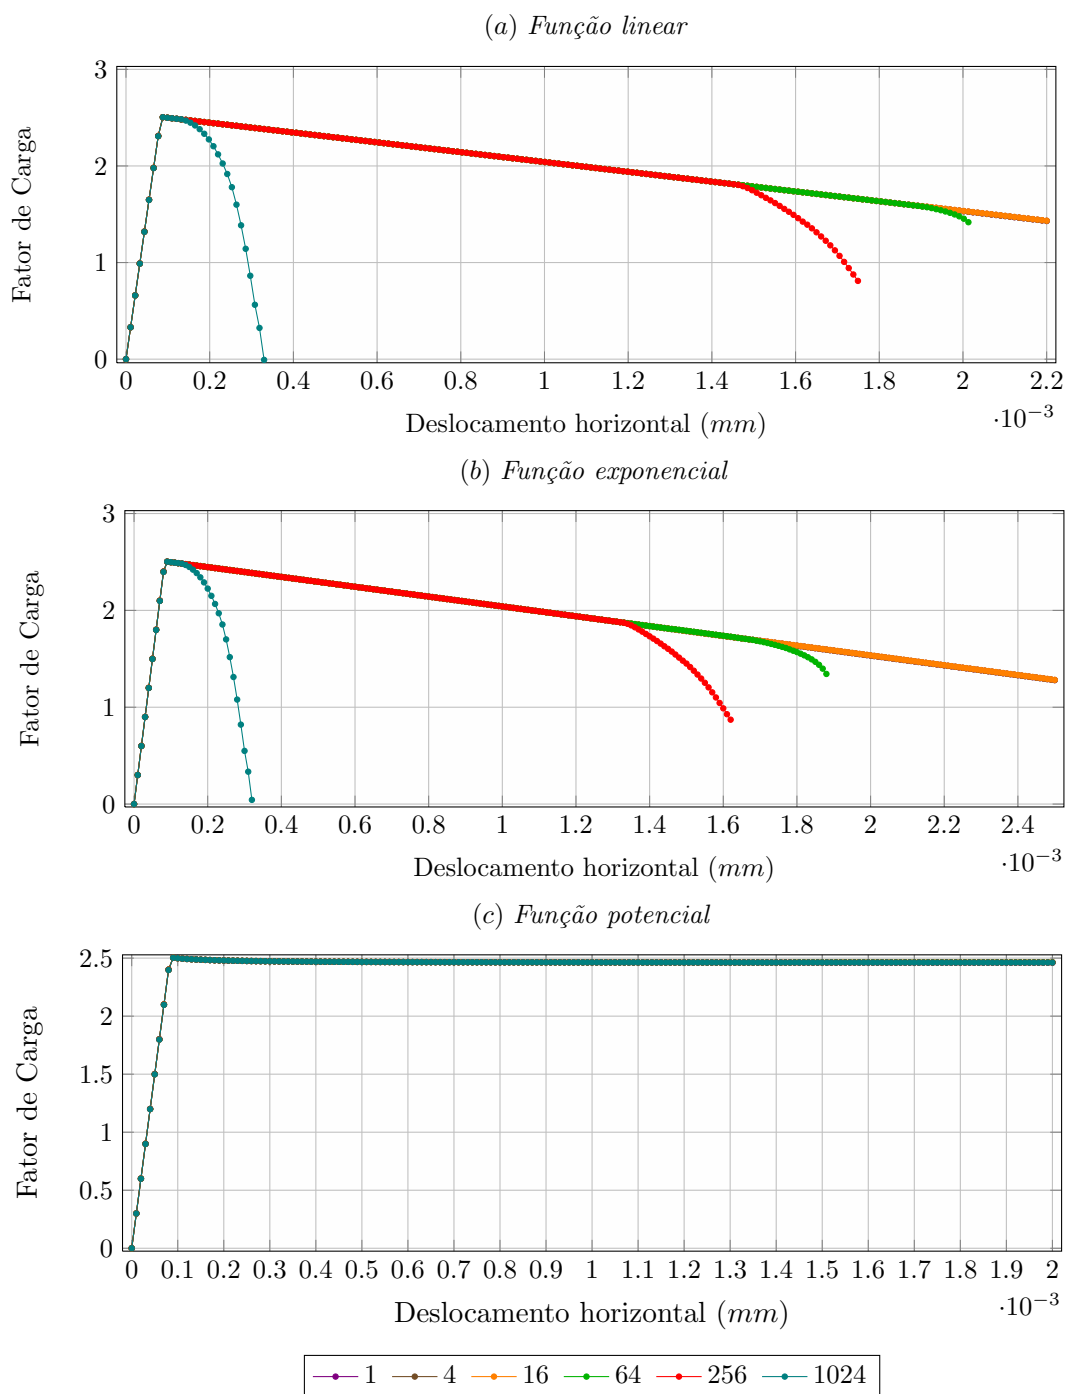 (a) Função linear
3
2
1
0
Fator de Carga
0 0.2 0.4 0.6 0.8 1 1.2 1.4 1.6 1.8 2 2.2
·10⁻³
Deslocamento horizontal (mm)
(b) Função exponencial
3
2
1
0
Fator de Carga
0 0.2 0.4 0.6 0.8 1 1.2 1.4 1.6 1.8 2 2.2 2.4
·10⁻³
Deslocamento horizontal (mm)
(c) Função potencial
2.5
2
1.5
1
0.5
0
Fator de Carga
0 0.1 0.2 0.3 0.4 0.5 0.6 0.7 0.8 0.9 1 1.1 1.2 1.3 1.4 1.5 1.6 1.7 1.8 1.9 2
·10⁻³
Deslocamento horizontal (mm)
1 4 16 64 256 1024